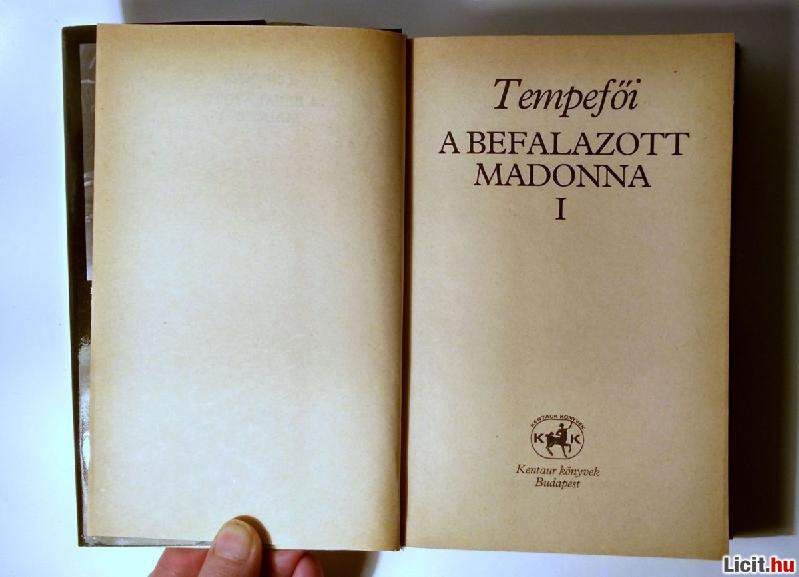 Tempefői
A BEFALAZOTT
MADONNA
I
KENTAUR KÖNYVEK
K K
Kentaur könyvek
Budapest
Licit.hu